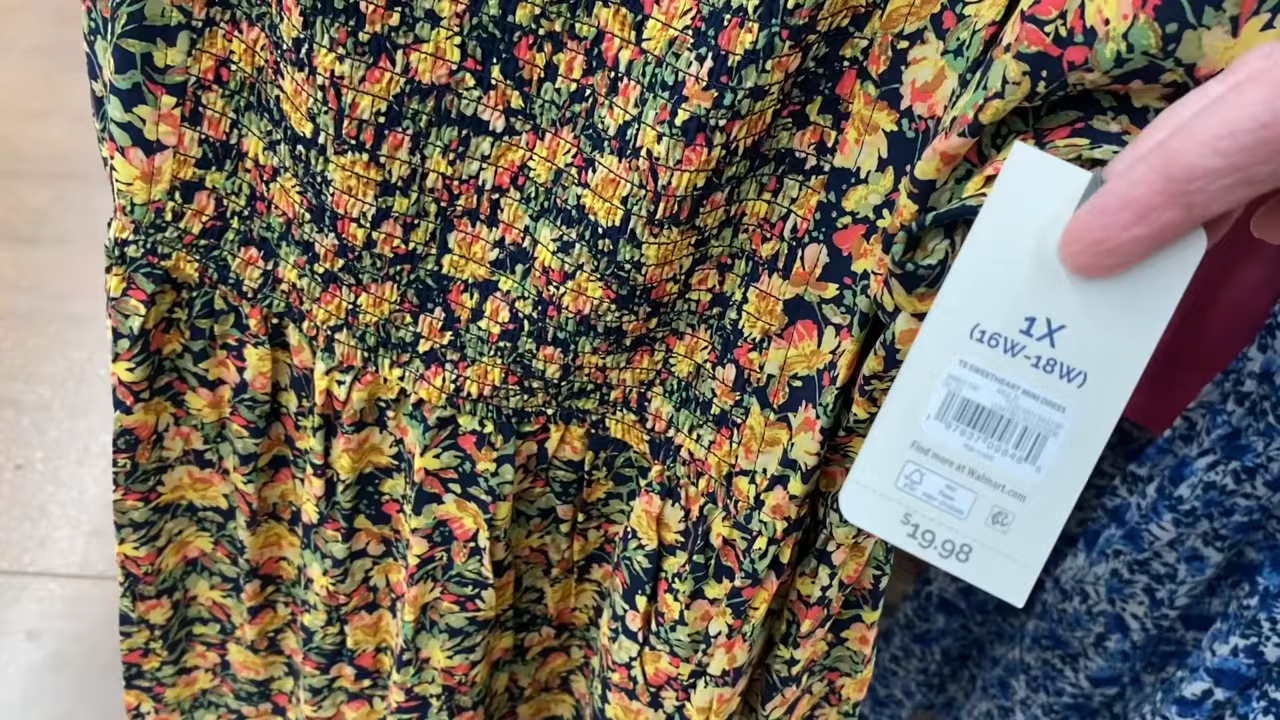 1X
(16W-18W)
TS SWEETHEART MINI DRESS
Find more at Walmart.com
$19.98